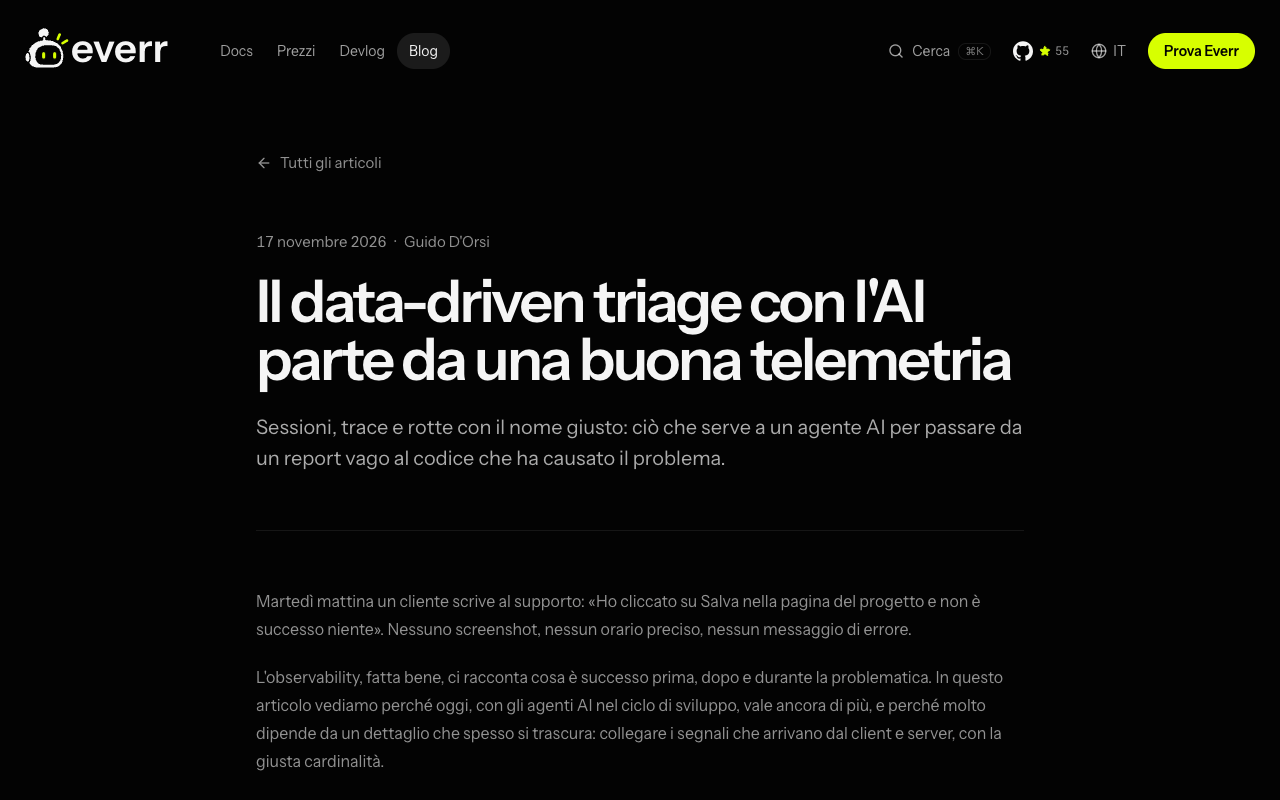 everr
Docs Prezzi Devlog Blog
Cerca ⌘K 55 IT Prova Everr
Tutti gli articoli
17 novembre 2026 · Guido D'Orsi
Il data-driven triage con l'AI
parte da una buona telemetria
Sessioni, trace e rotte con il nome giusto: ciò che serve a un agente AI per passare da
un report vago al codice che ha causato il problema.
Martedì mattina un cliente scrive al supporto: «Ho cliccato su Salva nella pagina del progetto e non è
successo niente». Nessuno screenshot, nessun orario preciso, nessun messaggio di errore.
L'observability, fatta bene, ci racconta cosa è successo prima, dopo e durante la problematica. In questo
articolo vediamo perché oggi, con gli agenti AI nel ciclo di sviluppo, vale ancora di più, e perché molto
dipende da un dettaglio che spesso si trascura: collegare i segnali che arrivano dal client e server, con la
giusta cardinalità.